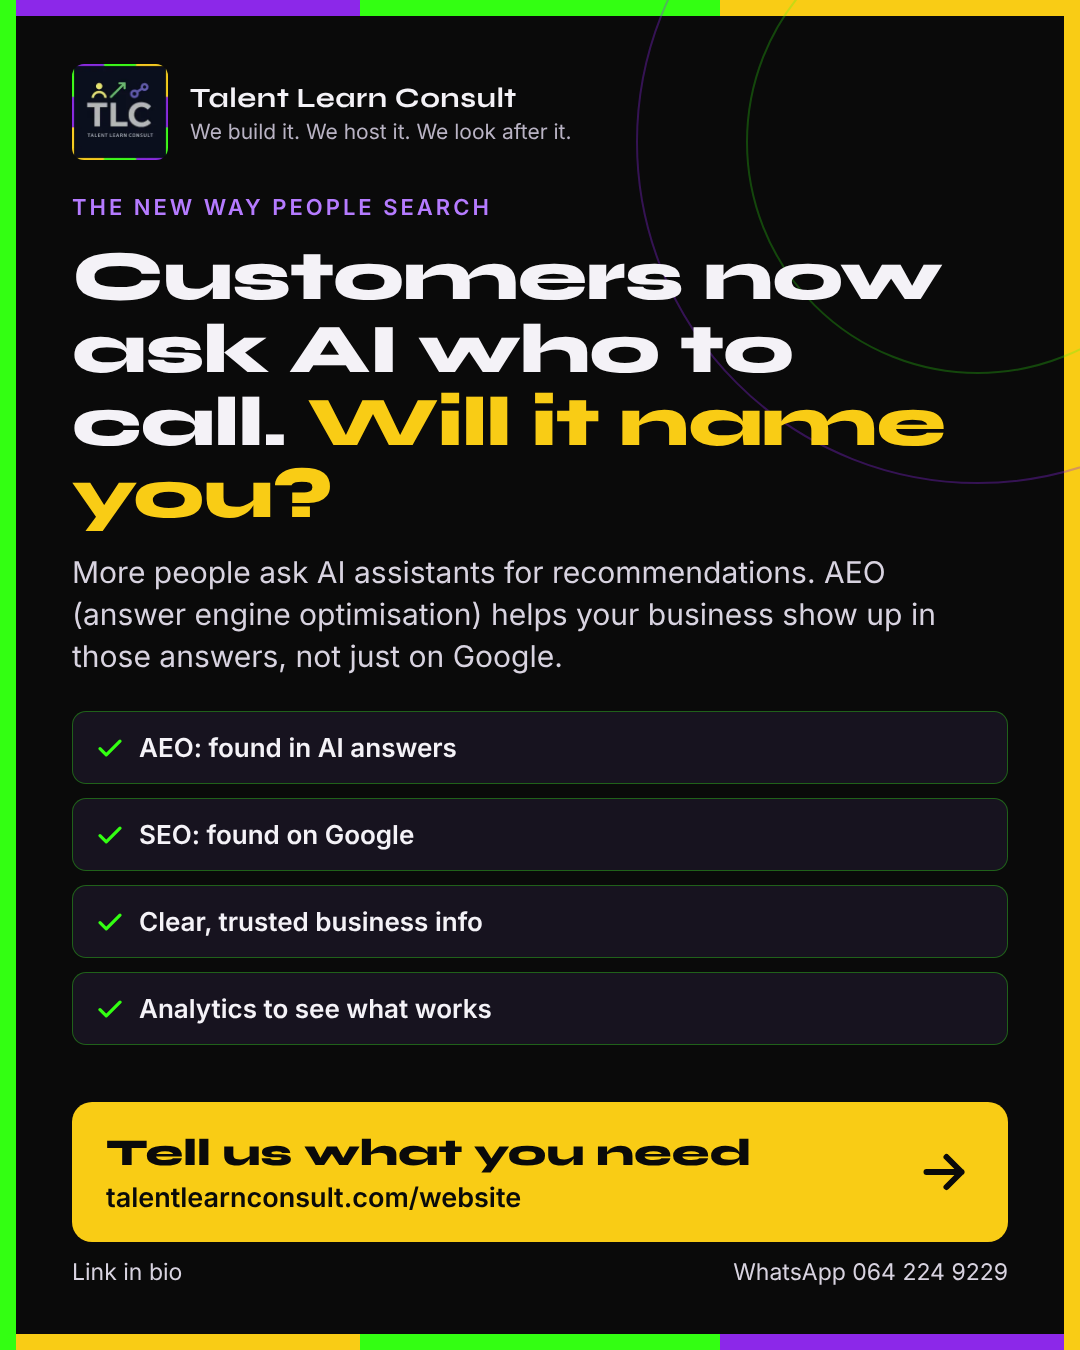 TLC
TALENT LEARN CONSULT
Talent Learn Consult
We build it. We host it. We look after it.
THE NEW WAY PEOPLE SEARCH
Customers now
ask AI who to
call. Will it name
you?
More people ask AI assistants for recommendations. AEO
(answer engine optimisation) helps your business show up in
those answers, not just on Google.
AEO: found in AI answers
SEO: found on Google
Clear, trusted business info
Analytics to see what works
Tell us what you need
talentlearnconsult.com/website
Link in bio
WhatsApp 064 224 9229